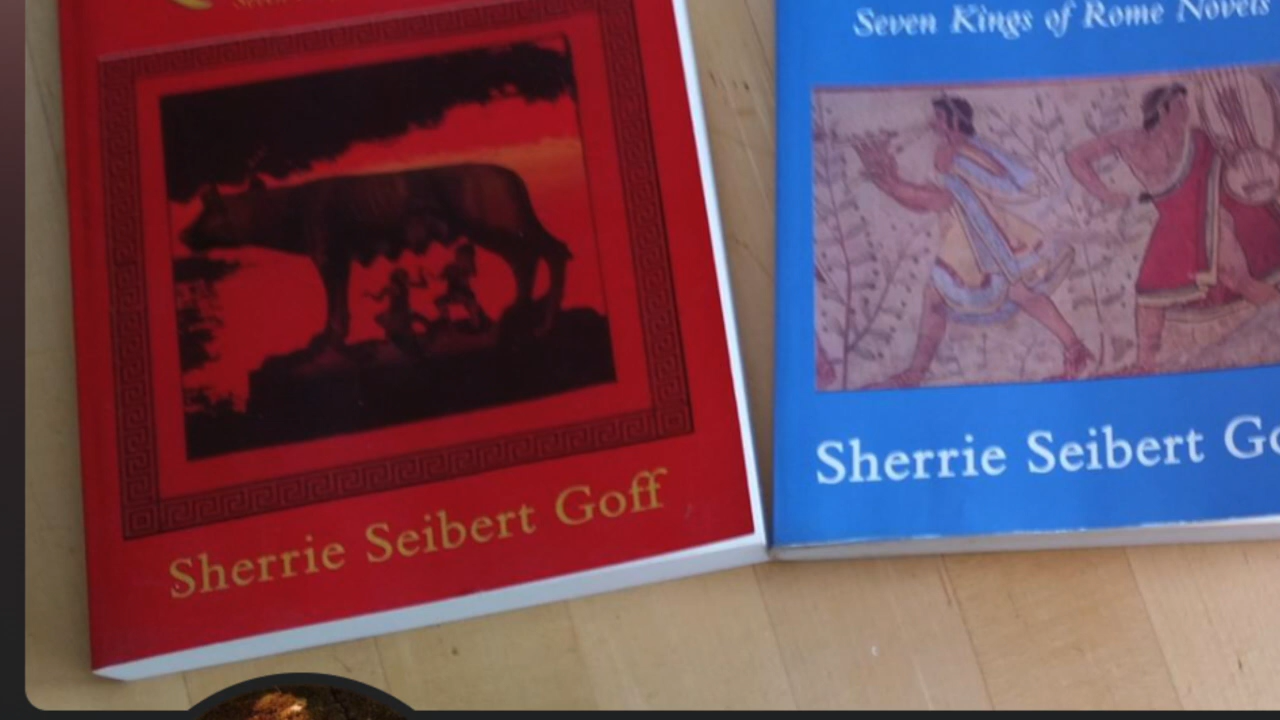 Seven Kings of Rome Novels
Sherrie Seibert Goff
Sherrie Seibert Go